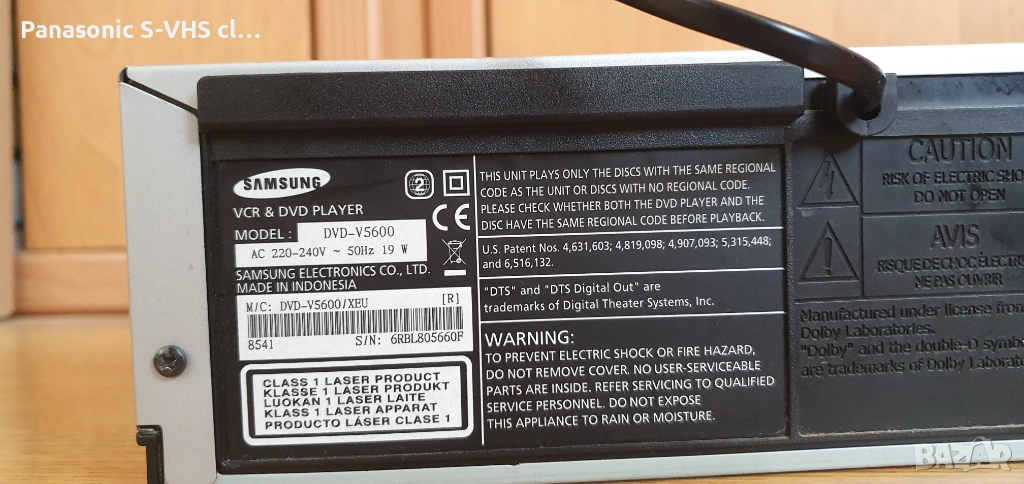 Panasonic S-VHS cl...
SAMSUNG
2
VCR & DVD PLAYER
MODEL : DVD-V5600
AC 220-240V ~ 50Hz 19 W
CE
SAMSUNG ELECTRONICS CO., LTD.
MADE IN INDONESIA
M/C: DVD-V5600/XEU [R]
8541 S/N: 6RBL805660F
CLASS 1 LASER PRODUCT
KLASSE 1 LASER PRODUKT
LUOKAN 1 LASER LAITE
KLASS 1 LASER APPARAT
PRODUCTO LÁSER CLASE 1
THIS UNIT PLAYS ONLY THE DISCS WITH THE SAME REGIONAL
CODE AS THE UNIT OR DISCS WITH NO REGIONAL CODE.
PLEASE CHECK WHETHER BOTH THE DVD PLAYER AND THE
DISC HAVE THE SAME REGIONAL CODE BEFORE PLAYBACK.
U.S. Patent Nos. 4,631,603; 4,819,098; 4,907,093; 5,315,448;
and 6,516,132.
"DTS" and "DTS Digital Out" are
trademarks of Digital Theater Systems, Inc.
WARNING:
TO PREVENT ELECTRIC SHOCK OR FIRE HAZARD,
DO NOT REMOVE COVER. NO USER-SERVICEABLE
PARTS ARE INSIDE. REFER SERVICING TO QUALIFIED
SERVICE PERSONNEL. DO NOT EXPOSE
THIS APPLIANCE TO RAIN OR MOISTURE.
CAUTION
RISK OF ELECTRIC SHO
DO NOT OPEN
AVIS
RISQUE DE CHOC ÉLECTRI
NE PAS OUVRIR
Manufactured under license from
Dolby Laboratories.
"Dolby" and the double-D symbo
are trademarks of Dolby Laborat
BAZAR